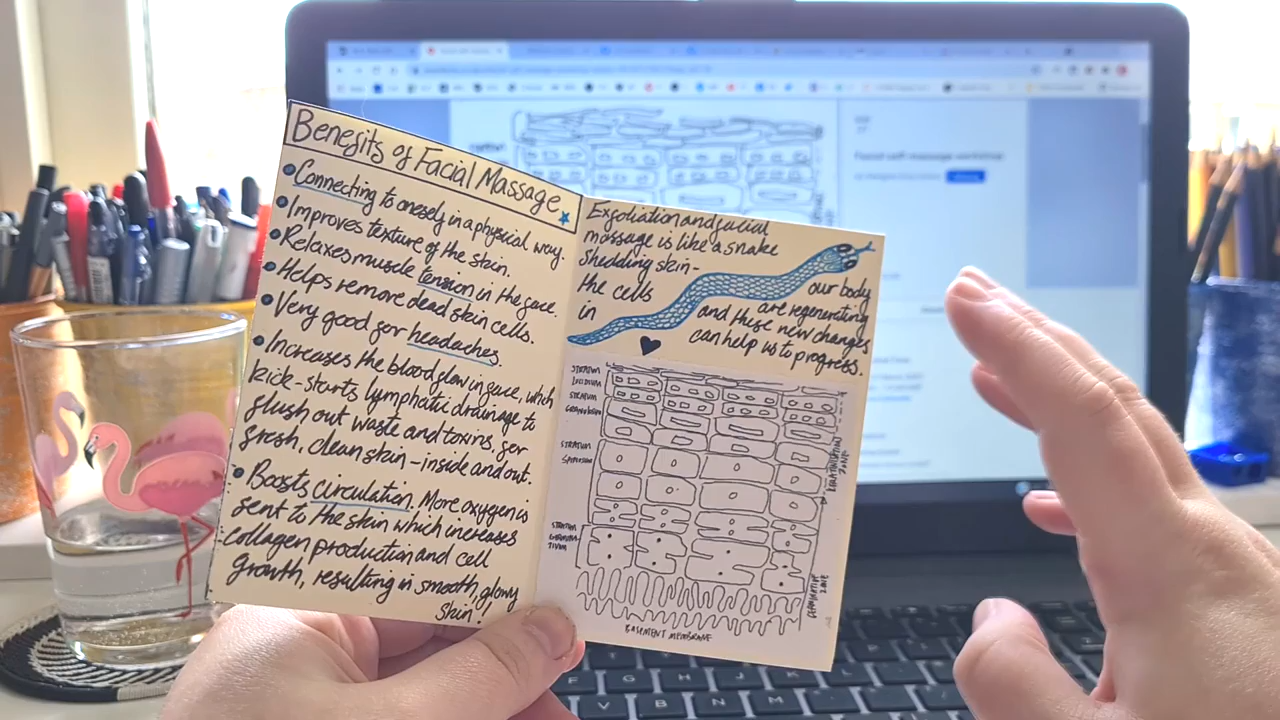 Benefits of Facial Massage
• Connecting to onesely in a physical way.
• Improves texture of the skin.
• Relaxes muscle tension in the face.
• Helps remove dead skin cells.
• Very good for headaches.
• Increases the blood flow in face, which
kick-starts lymphatic drainage to
flush out waste and toxins, for
fresh, clean skin - inside and out.
• Boosts circulation. More oxygen is
sent to the skin which increases
collagen production and cell
growth, resulting in smooth, glowy
skin!
Exfoliation and facial
massage is like a snake
shedding skin-
the cells
in
our body
are regenerating
and these new changes
can help us to progress.
STRATUM
LUCIDUM
STRATUM
GRANULOSUM
STRATUM
SPINOSUM
STRATUM
GERMINA-
TIVUM
KERATINISATION
ZONE
GERMINATIVE
ZONE
BASEMENT MEMBRANE
Facial self-massage workshop
F G H
V B N M